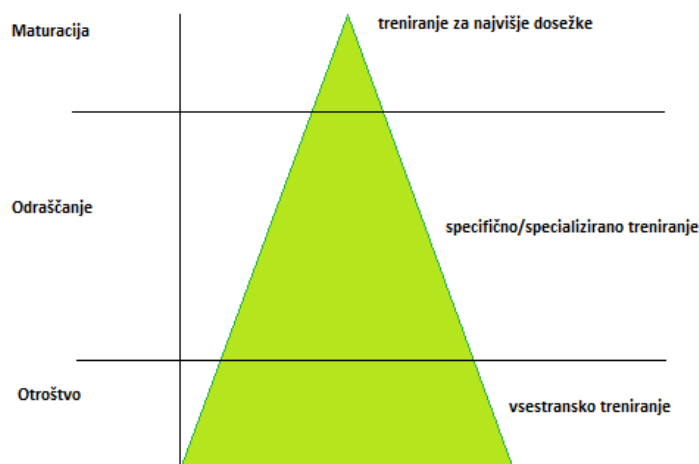 Maturacija
treniranje za najvišje dosežke
Odraščanje
specifično/specializirano treniranje
Otroštvo
vsestransko treniranje